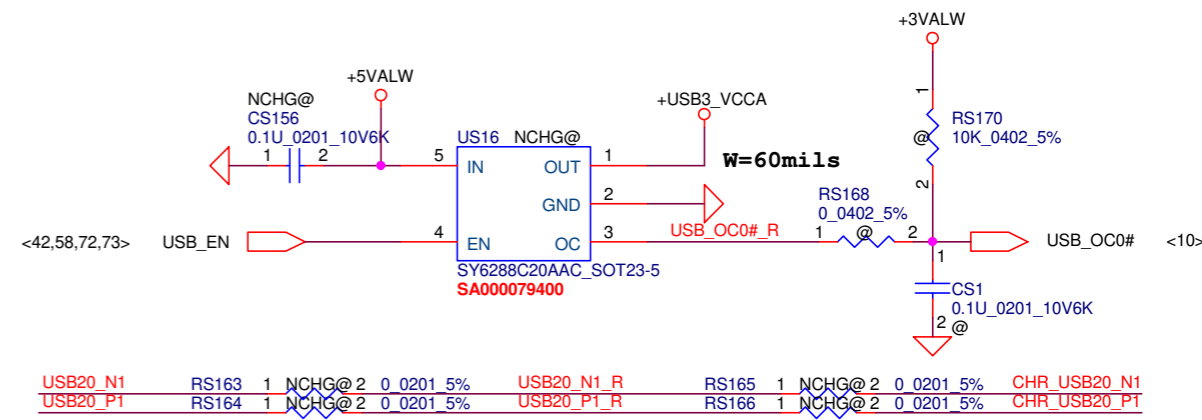 +3VALW
+5VALW
NCHG@
CS156
0.1U_0201_10V6K
1 2
+USB3_VCCA
US16 NCHG@
5 IN OUT 1
W=60mils
GND 2
1
RS170
@ 10K_0402_5%
2
RS168
0_0402_5%
<42,58,72,73> USB_EN 4 EN OC 3 USB_OC0#_R 1 @ 2 USB_OC0# <10>
SY6288C20AAC_SOT23-5
SA000079400
1
CS1
0.1U_0201_10V6K
2 @
USB20_N1 RS163 1 NCHG@ 2 0_0201_5% USB20_N1_R RS165 1 NCHG@ 2 0_0201_5% CHR_USB20_N1
USB20_P1 RS164 1 NCHG@ 2 0_0201_5% USB20_P1_R RS166 1 NCHG@ 2 0_0201_5% CHR_USB20_P1